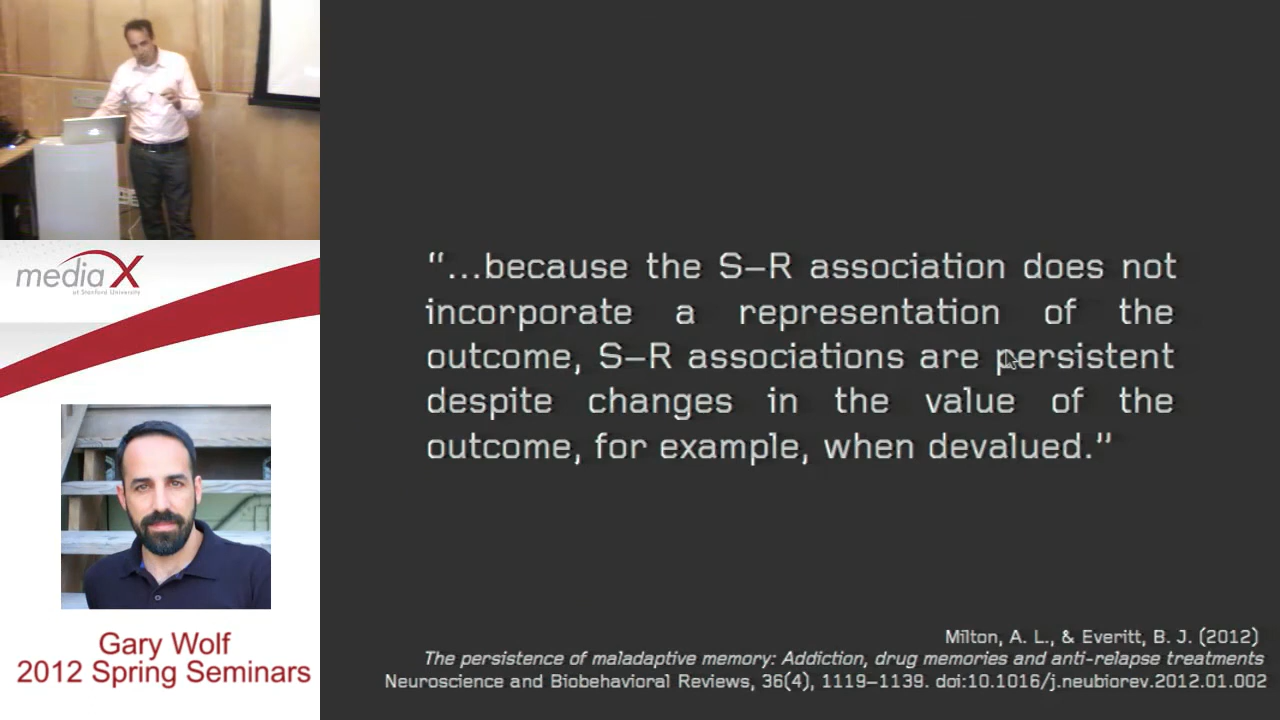 media X
at Stanford University
Gary Wolf
2012 Spring Seminars
“...because the S–R association does not
incorporate a representation of the
outcome, S–R associations are persistent
despite changes in the value of the
outcome, for example, when devalued.”
Milton, A. L., & Everitt, B. J. (2012)
The persistence of maladaptive memory: Addiction, drug memories and anti-relapse treatments
Neuroscience and Biobehavioral Reviews, 36(4), 1119–1139. doi:10.1016/j.neubiorev.2012.01.002